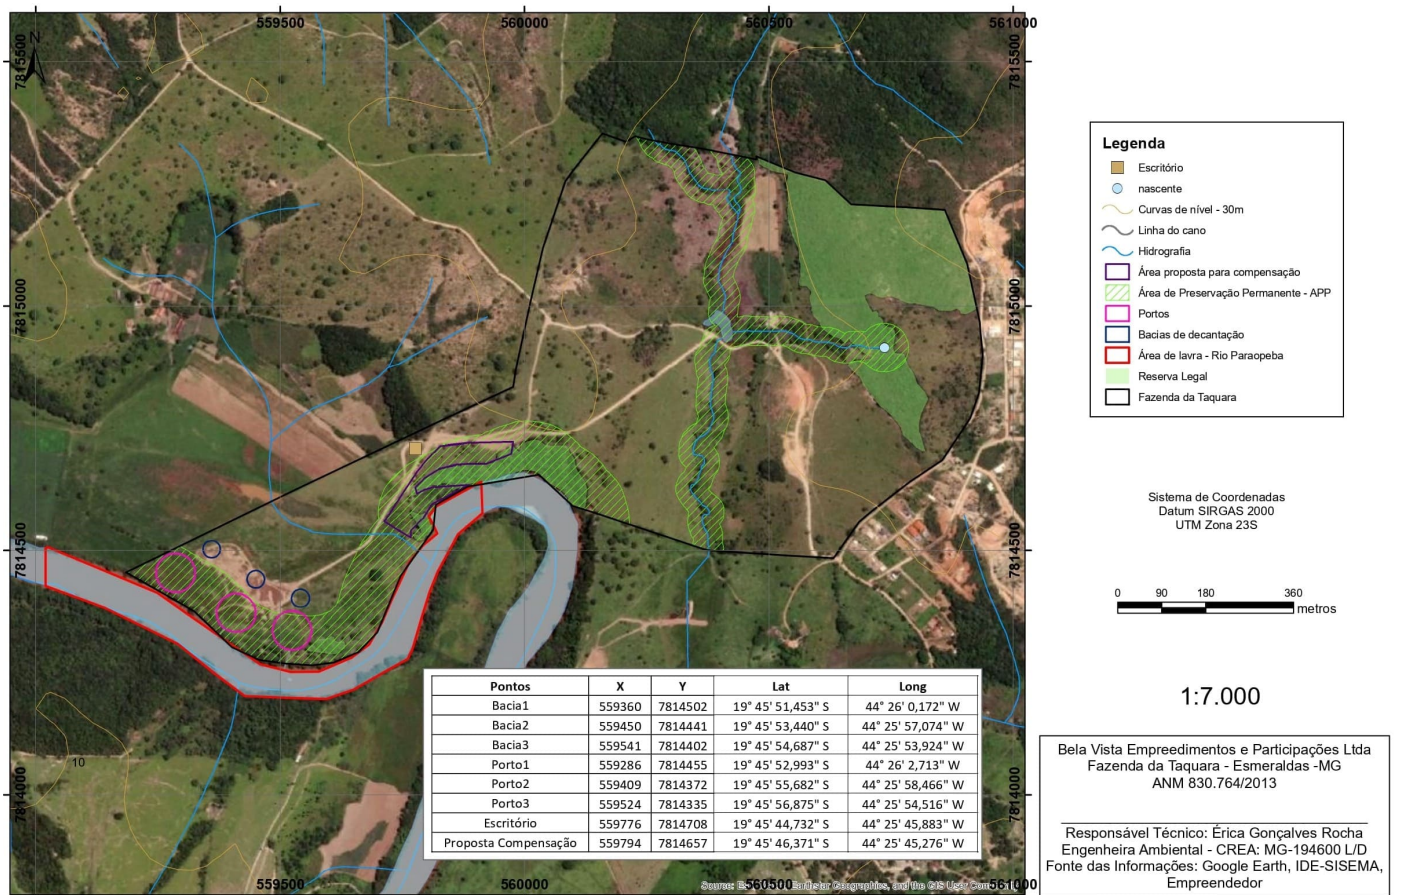 559500 560000 560500 561000
N
7815500 7815500
7815000 7815000
7814500 7814500
7814000 7814000
10
559500 560000 560500 561000
Legenda
Escritório
nascente
Curvas de nível - 30m
Linha do cano
Hidrografia
Área proposta para compensação
Área de Preservação Permanente - APP
Portos
Bacias de decantação
Área de lavra - Rio Paraopeba
Reserva Legal
Fazenda da Taquara
Sistema de Coordenadas
Datum SIRGAS 2000
UTM Zona 23S
0 90 180 360
metros
1:7.000
Pontos X Y Lat Long
Bacia1 559360 7814502 19° 45' 51,453" S 44° 26' 0,172" W
Bacia2 559450 7814441 19° 45' 53,440" S 44° 25' 57,074" W
Bacia3 559541 7814402 19° 45' 54,687" S 44° 25' 53,924" W
Porto1 559286 7814455 19° 45' 52,993" S 44° 26' 2,713" W
Porto2 559409 7814372 19° 45' 55,682" S 44° 25' 58,466" W
Porto3 559524 7814335 19° 45' 56,875" S 44° 25' 54,516" W
Escritório 559776 7814708 19° 45' 44,732" S 44° 25' 45,883" W
Proposta Compensação 559794 7814657 19° 45' 46,371" S 44° 25' 45,276" W
Bela Vista Empreedimentos e Participações Ltda
Fazenda da Taquara - Esmeraldas -MG
ANM 830.764/2013
Responsável Técnico: Érica Gonçalves Rocha
Engenheira Ambiental - CREA: MG-194600 L/D
Fonte das Informações: Google Earth, IDE-SISEMA,
Empreendedor
Source: Earthstar Geographics, and the GIS User